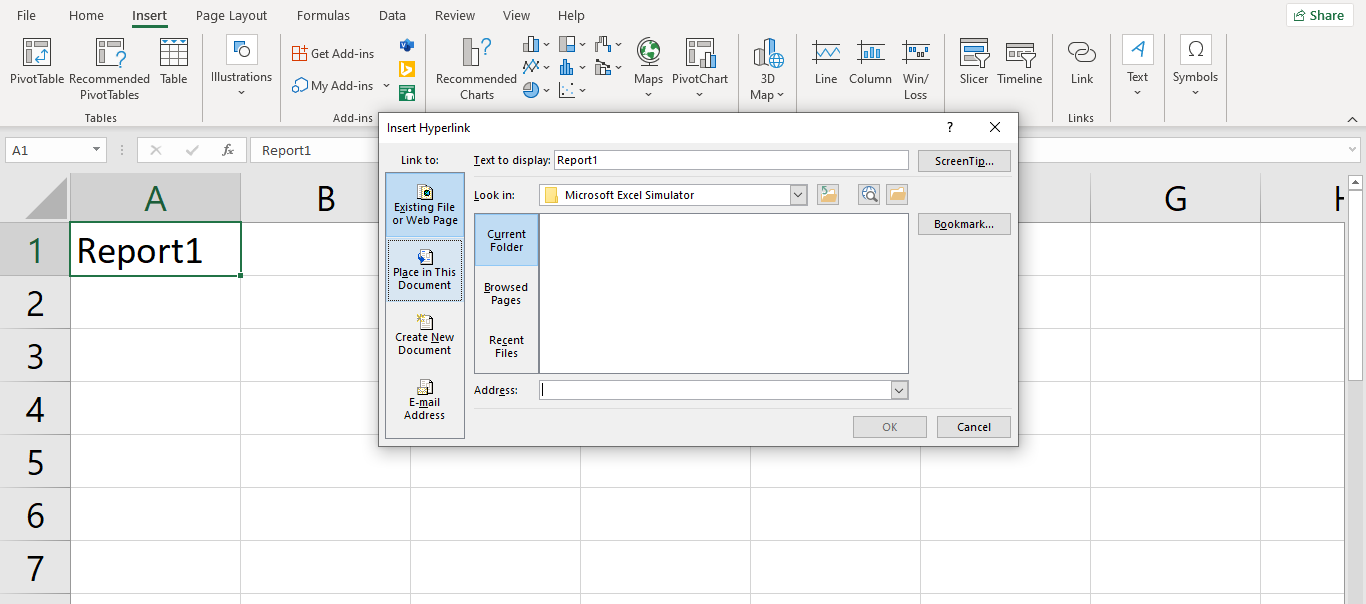 File Home Insert Page Layout Formulas Data Review View Help Share
PivotTable Recommended PivotTables Table
Tables
Illustrations
Get Add-ins
My Add-ins
Add-ins
Recommended Charts
Maps PivotChart
3D Map
Line Column Win/ Loss
Slicer Timeline
Link
Links
Text
Symbols
A1 fx Report1
A B G H
1 Report1
2
3
4
5
6
7
Insert Hyperlink ?
Link to: Text to display: Report1 ScreenTip...
Existing File or Web Page
Place in This Document
Create New Document
E-mail Address
Look in: Microsoft Excel Simulator
Current Folder
Browsed Pages
Recent Files
Bookmark...
Address:
OK Cancel